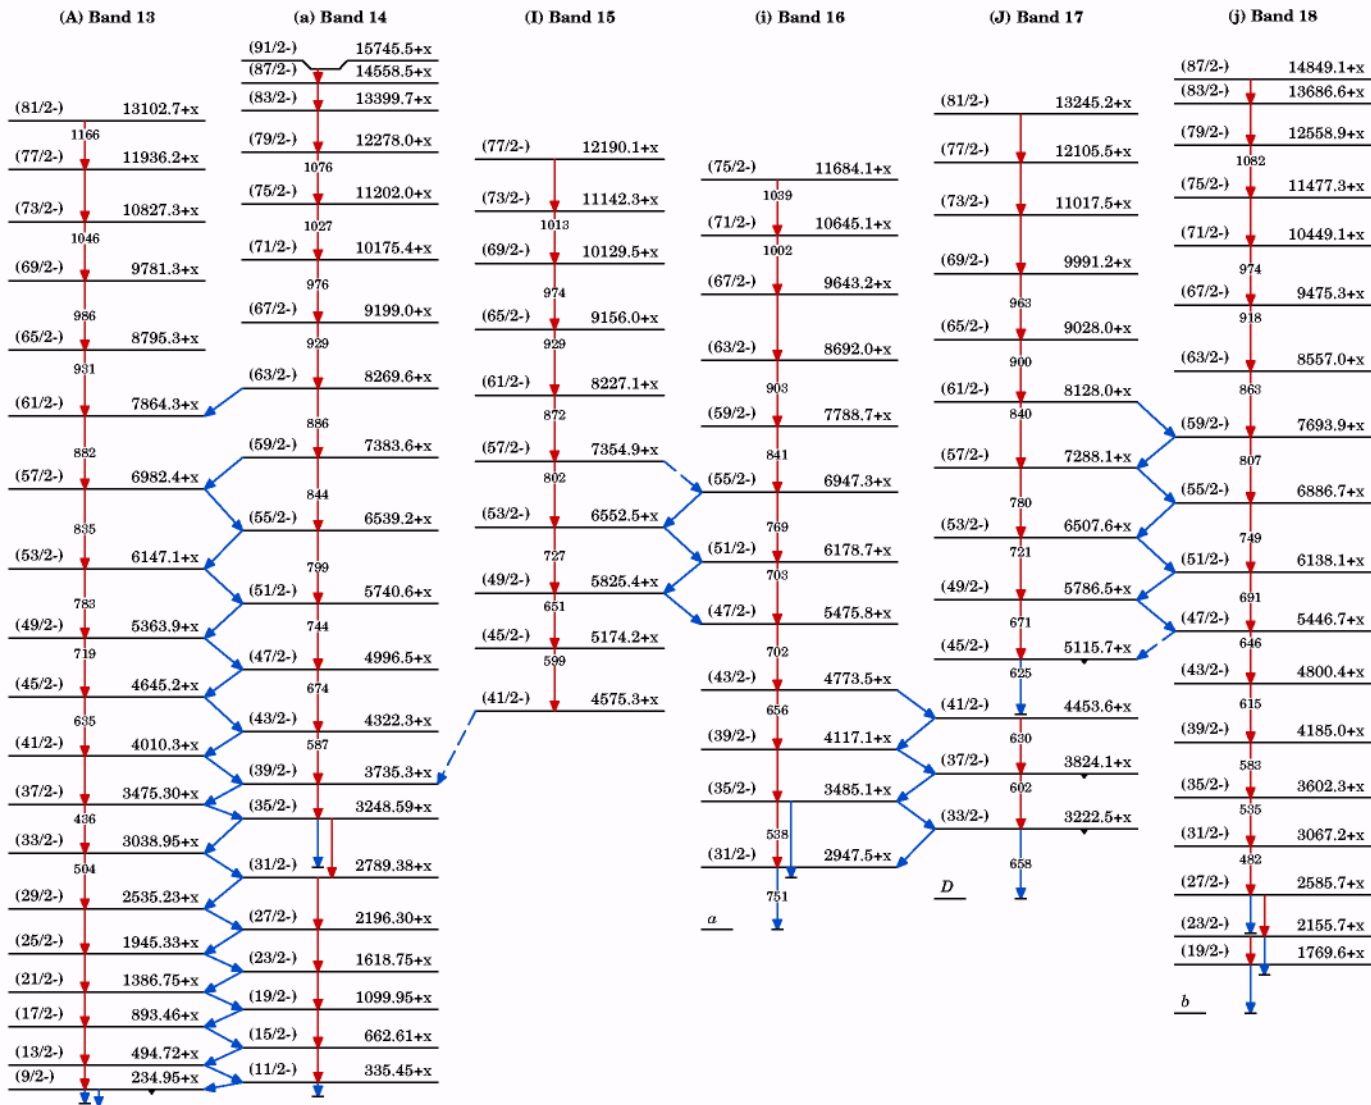 (A) Band 13
(81/2-) 13102.7+x
1166
(77/2-) 11936.2+x
(73/2-) 10827.3+x
1046
(69/2-) 9781.3+x
986
(65/2-) 8795.3+x
931
(61/2-) 7864.3+x
882
(57/2-) 6982.4+x
835
(53/2-) 6147.1+x
783
(49/2-) 5363.9+x
719
(45/2-) 4645.2+x
635
(41/2-) 4010.3+x
(37/2-) 3475.30+x
436
(33/2-) 3038.95+x
504
(29/2-) 2535.23+x
(25/2-) 1945.33+x
(21/2-) 1386.75+x
(17/2-) 893.46+x
(13/2-) 494.72+x
(9/2-) 234.95+x
(a) Band 14
(91/2-) 15745.5+x
(87/2-) 14558.5+x
(83/2-) 13399.7+x
(79/2-) 12278.0+x
1076
(75/2-) 11202.0+x
1027
(71/2-) 10175.4+x
976
(67/2-) 9199.0+x
929
(63/2-) 8269.6+x
886
(59/2-) 7383.6+x
844
(55/2-) 6539.2+x
799
(51/2-) 5740.6+x
744
(47/2-) 4996.5+x
674
(43/2-) 4322.3+x
587
(39/2-) 3735.3+x
(35/2-) 3248.59+x
(31/2-) 2789.38+x
(27/2-) 2196.30+x
(23/2-) 1618.75+x
(19/2-) 1099.95+x
(15/2-) 662.61+x
(11/2-) 335.45+x
(I) Band 15
(77/2-) 12190.1+x
(73/2-) 11142.3+x
1013
(69/2-) 10129.5+x
974
(65/2-) 9156.0+x
929
(61/2-) 8227.1+x
872
(57/2-) 7354.9+x
802
(53/2-) 6552.5+x
727
(49/2-) 5825.4+x
651
(45/2-) 5174.2+x
599
(41/2-) 4575.3+x
(i) Band 16
(75/2-) 11684.1+x
1039
(71/2-) 10645.1+x
1002
(67/2-) 9643.2+x
(63/2-) 8692.0+x
903
(59/2-) 7788.7+x
841
(55/2-) 6947.3+x
769
(51/2-) 6178.7+x
703
(47/2-) 5475.8+x
702
(43/2-) 4773.5+x
656
(39/2-) 4117.1+x
(35/2-) 3485.1+x
538
(31/2-) 2947.5+x
751
a
(J) Band 17
(81/2-) 13245.2+x
(77/2-) 12105.5+x
(73/2-) 11017.5+x
(69/2-) 9991.2+x
963
(65/2-) 9028.0+x
900
(61/2-) 8128.0+x
840
(57/2-) 7288.1+x
780
(53/2-) 6507.6+x
721
(49/2-) 5786.5+x
671
(45/2-) 5115.7+x
625
(41/2-) 4453.6+x
630
(37/2-) 3824.1+x
602
(33/2-) 3222.5+x
658
D
(j) Band 18
(87/2-) 14849.1+x
(83/2-) 13686.6+x
(79/2-) 12558.9+x
1082
(75/2-) 11477.3+x
(71/2-) 10449.1+x
974
(67/2-) 9475.3+x
918
(63/2-) 8557.0+x
863
(59/2-) 7693.9+x
807
(55/2-) 6886.7+x
749
(51/2-) 6138.1+x
691
(47/2-) 5446.7+x
646
(43/2-) 4800.4+x
615
(39/2-) 4185.0+x
583
(35/2-) 3602.3+x
535
(31/2-) 3067.2+x
482
(27/2-) 2585.7+x
(23/2-) 2155.7+x
(19/2-) 1769.6+x
b